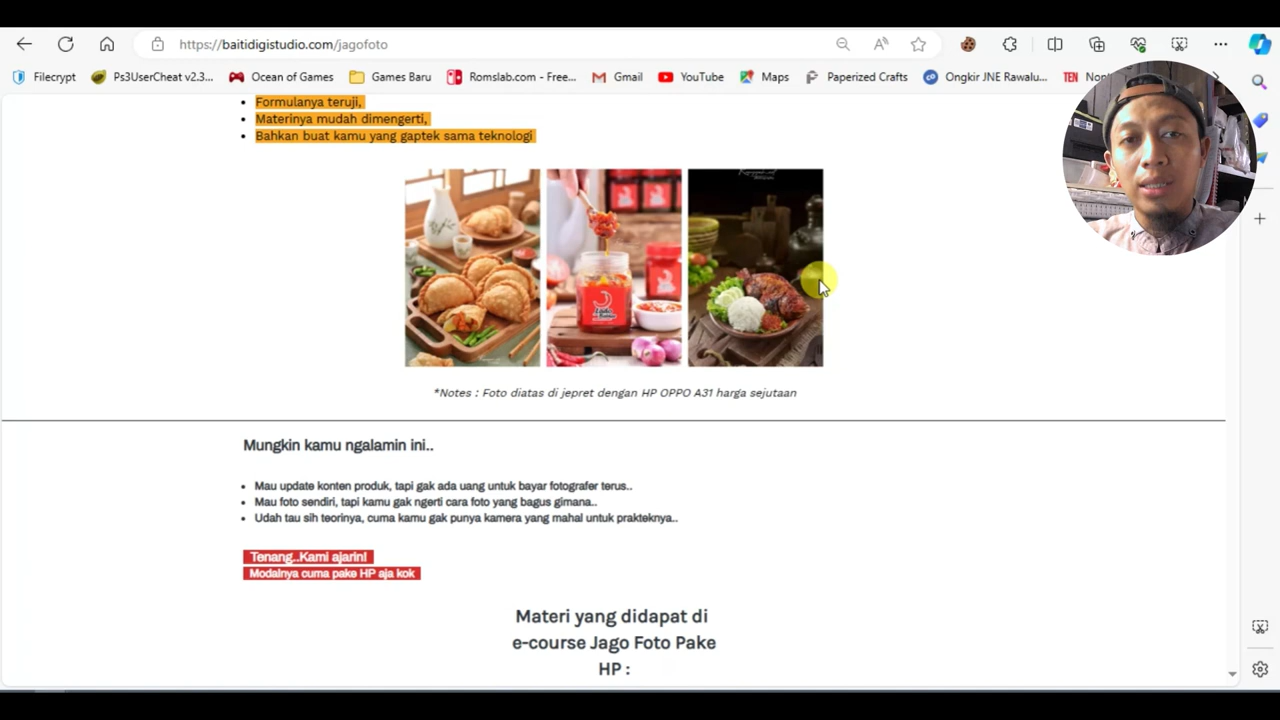 https://baitidigistudio.com/jagofoto
Filecrypt
Ps3UserCheat v2.3...
Ocean of Games
Games Baru
Romslab.com - Free...
Gmail
YouTube
Maps
Paperized Crafts
Ongkir JNE Rawalu...
TEN
Formulanya teruji,
Materinya mudah dimengerti,
Bahkan buat kamu yang gaptek sama teknologi
*Notes : Foto diatas di jepret dengan HP OPPO A31 harga sejutaan
Mungkin kamu ngalamin ini..
Mau update konten produk, tapi gak ada uang untuk bayar fotografer terus..
Mau foto sendiri, tapi kamu gak ngerti cara foto yang bagus gimana..
Udah tau sih teorinya, cuma kamu gak punya kamera yang mahal untuk prakteknya..
Tenang..Kami ajarin!
Modalnya cuma pake HP aja kok
Materi yang didapat di
e-course Jago Foto Pake
HP :